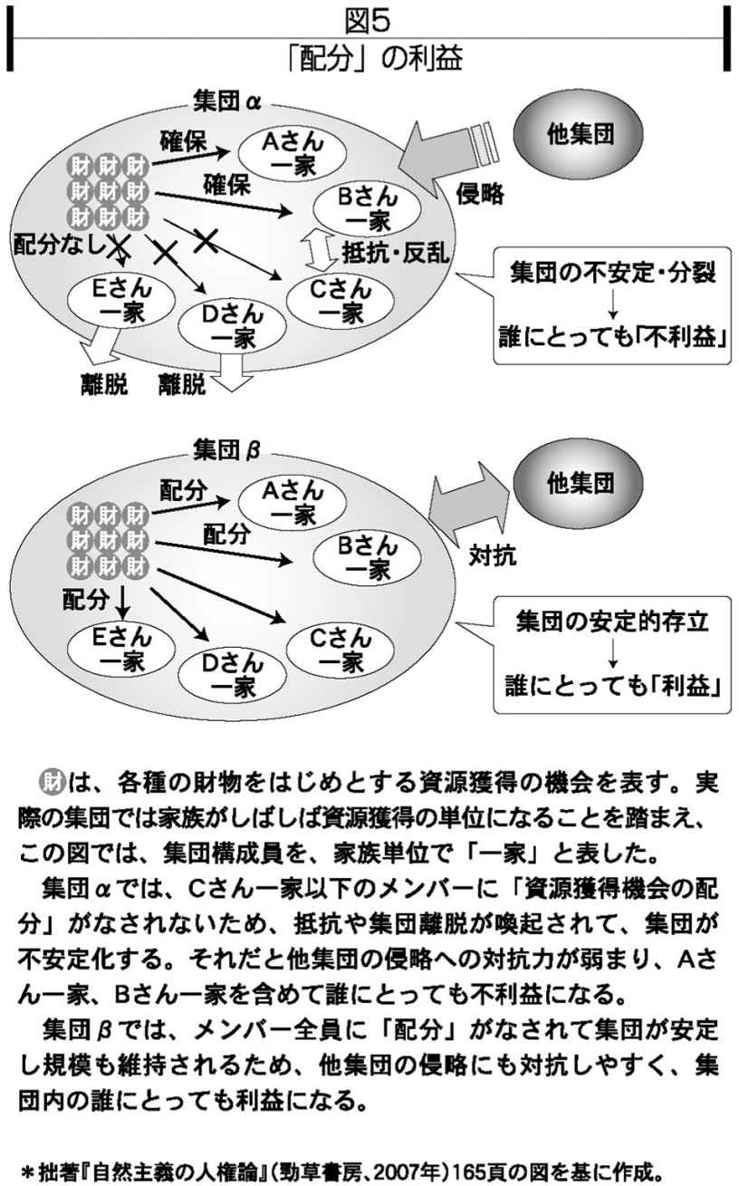 図5
「配分」の利益
集団α
財財財
財財財
財財財
確保
確保
Aさん
一家
Bさん
一家
他集団
侵略
配分なし
抵抗・反乱
Eさん
一家
Dさん
一家
Cさん
一家
離脱
離脱
集団の不安定・分裂
↓
誰にとっても「不利益」
集団β
財財財
財財財
財財財
配分
配分
配分
Aさん
一家
Bさん
一家
他集団
対抗
Eさん
一家
Dさん
一家
Cさん
一家
集団の安定的存立
↓
誰にとっても「利益」
財は、各種の財物をはじめとする資源獲得の機会を表す。実
際の集団では家族がしばしば資源獲得の単位になることを踏まえ、
この図では、集団構成員を、家族単位で「一家」と表した。
集団αでは、Cさん一家以下のメンバーに「資源獲得機会の配
分」がなされないため、抵抗や集団離脱が喚起されて、集団が
不安定化する。それだと他集団の侵略への対抗力が弱まり、Aさ
ん一家、Bさん一家を含めて誰にとっても不利益になる。
集団βでは、メンバー全員に「配分」がなされて集団が安定
し規模も維持されるため、他集団の侵略にも対抗しやすく、集
団内の誰にとっても利益になる。
＊拙著『自然主義の人権論』（勁草書房、2007年）165頁の図を基に作成。